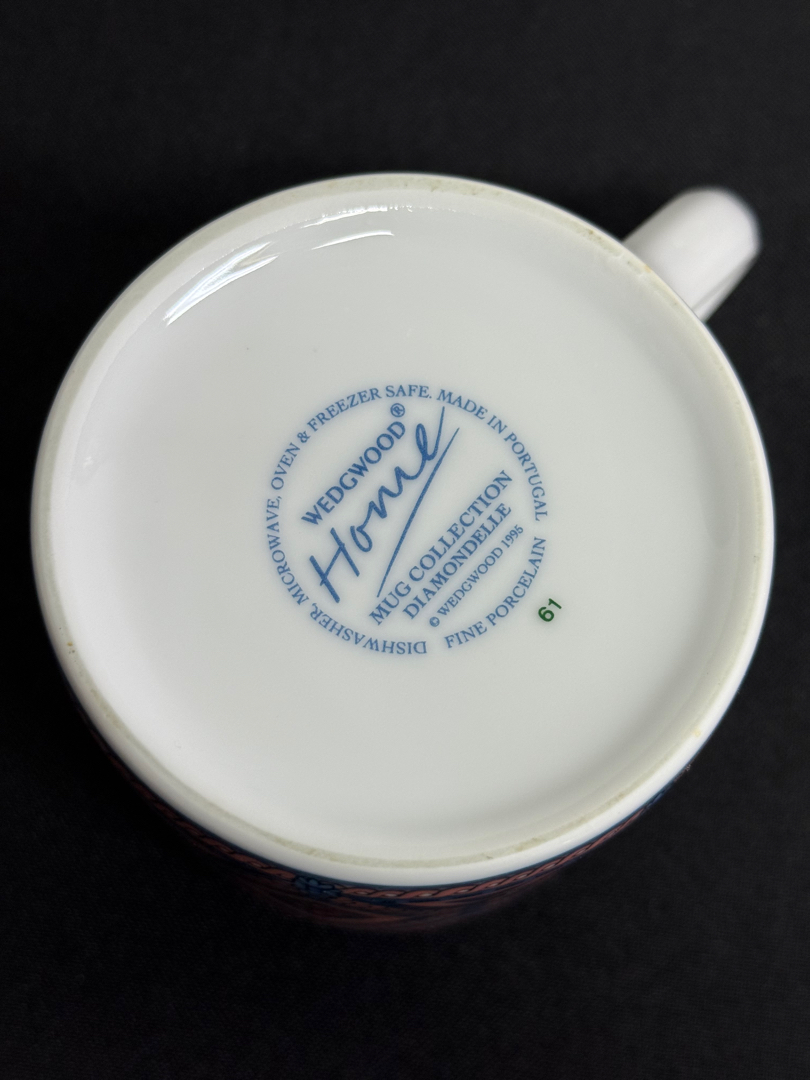 WEDGWOOD®
Home
MUG COLLECTION
DIAMONDELLE
© WEDGWOOD 1995
DISHWASHER, MICROWAVE, OVEN & FREEZER SAFE. MADE IN PORTUGAL
FINE PORCELAIN
61